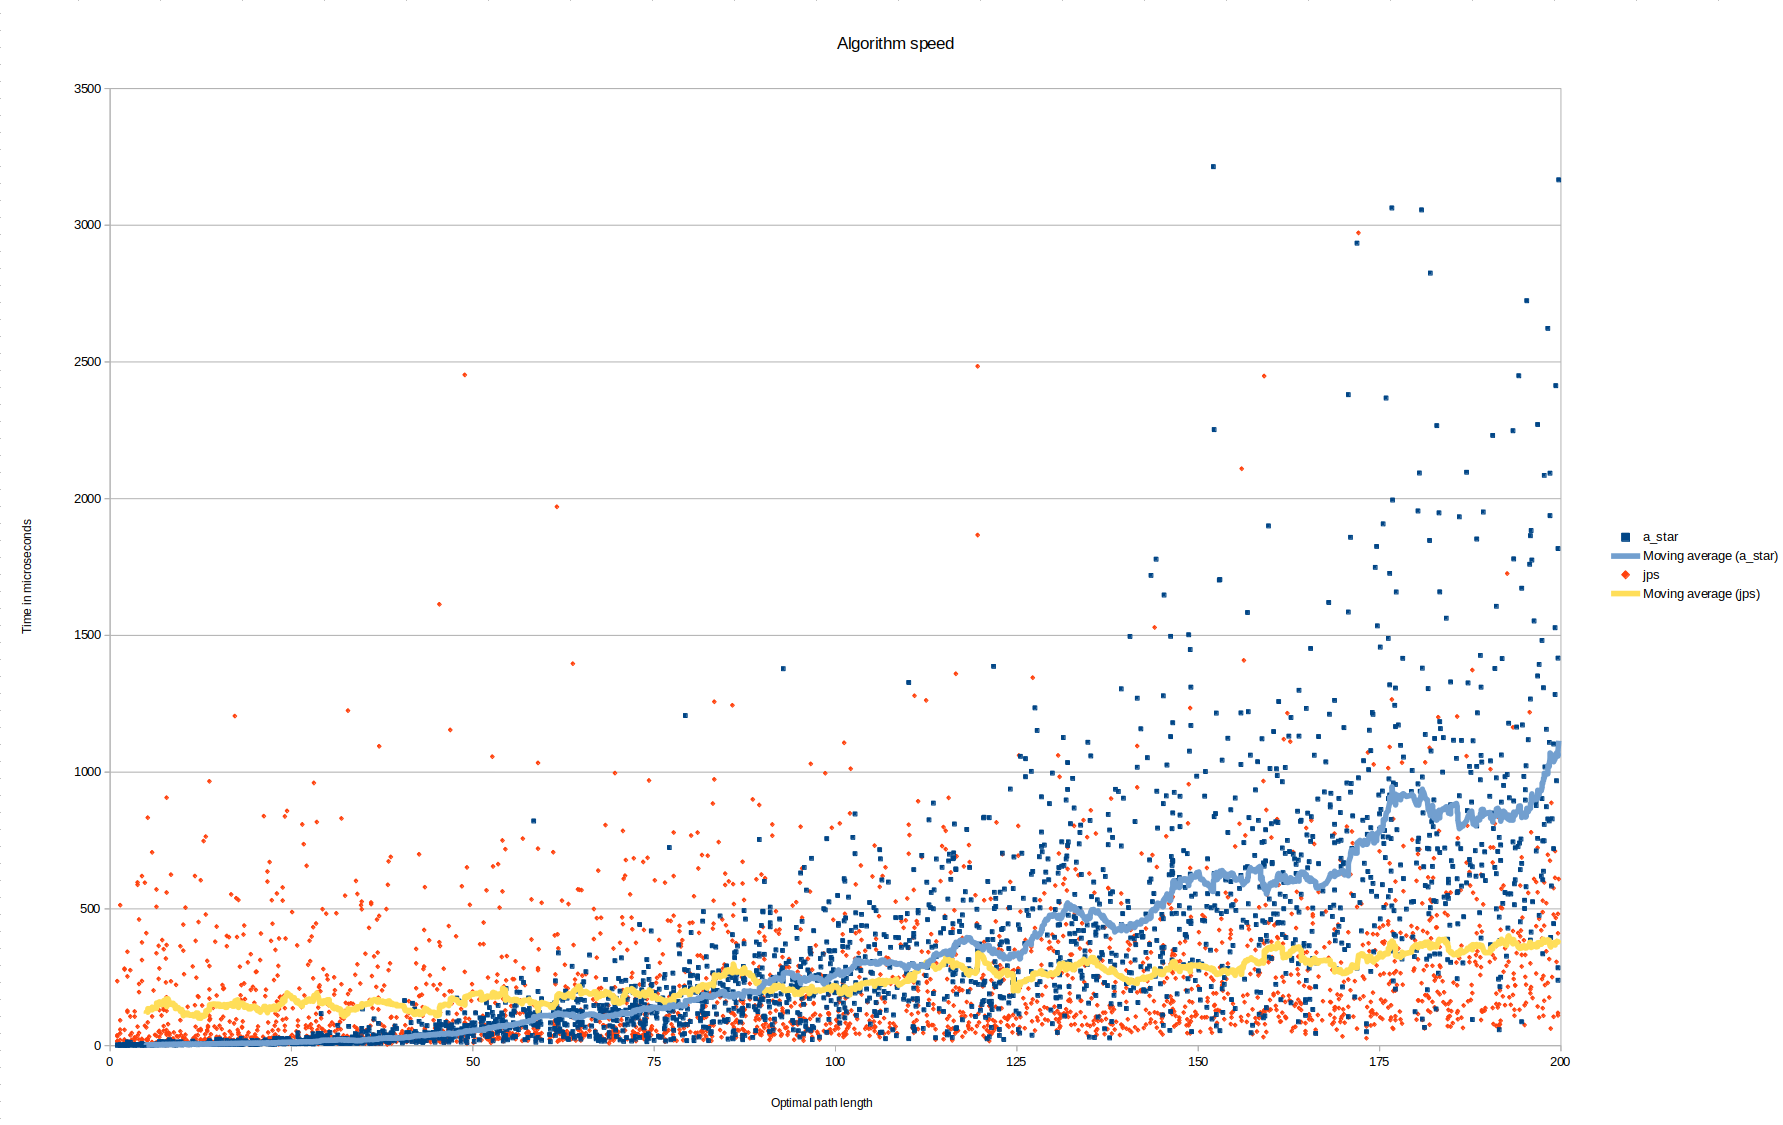 Algorithm speed
3500
3000
2500
2000
1500
1000
500
0
Time in microseconds
0 25 50 75 100 125 150 175 200
Optimal path length
a_star
Moving average (a_star)
jps
Moving average (jps)